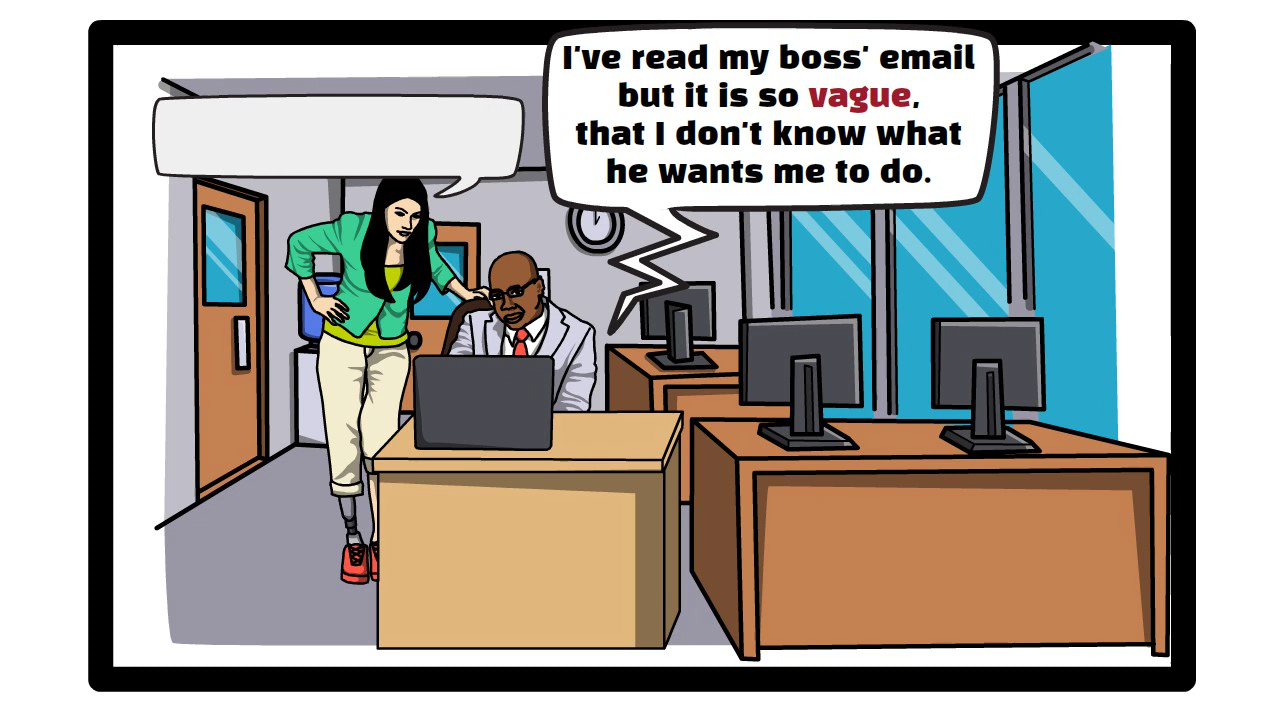 I've read my boss' email
but it is so vague,
that I don't know what
he wants me to do.